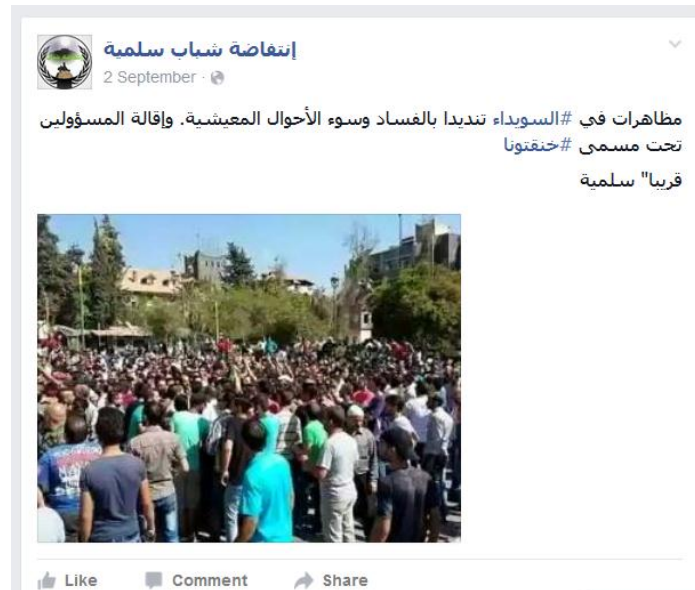 إنتفاضة شباب سلمية
2 September ·
مظاهرات في #السويداء تنديدا بالفساد وسوء الأحوال المعيشية. وإقالة المسؤولين
تحت مسمى #خنقتونا
قريبا" سلمية
Like Comment Share